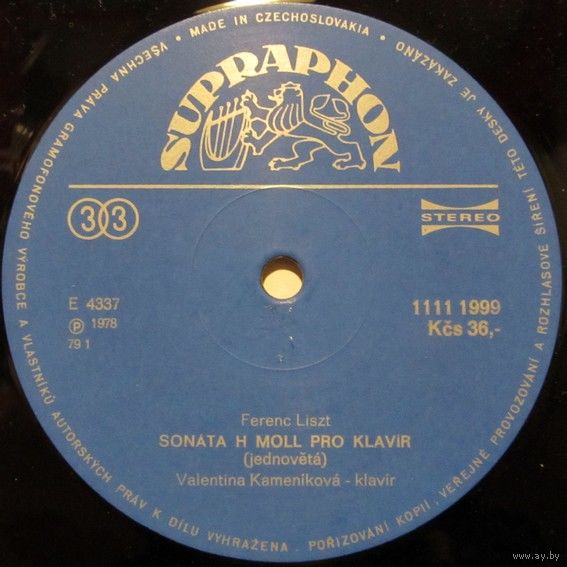 VŠECHNA PRÁVA GRAMOFONOVÉHO VÝROBCE A VLASTNÍKŮ AUTORSKÝCH PRÁV K DÍLU VYHRAŽENA . POŘIZOVÁNÍ KOPIÍ , VEŘEJNÉ PROVOZOVÁNÍ A ROZHLASOVÉ ŠÍŘENÍ TÉTO DESKY JE ZAKÁZÁNO • MADE IN CZECHOSLOVAKIA •
SUPRAPHON
33
STEREO
E 4337
℗ 1978
79 1
1111 1999
Kčs 36,-
Ferenc Liszt
SONÁTA H MOLL PRO KLAVÍR
(jednovětá)
Valentina Kameníková - klavír
www.ay.by